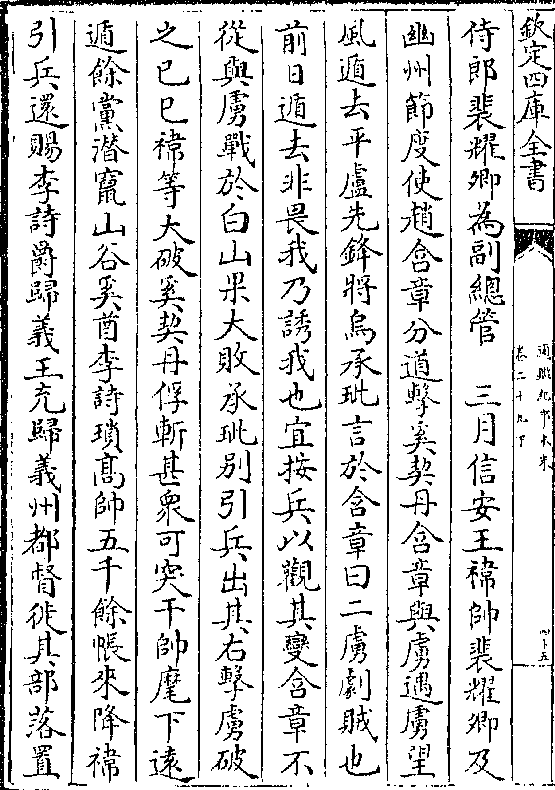 欽定四庫全書
通鑑紀事本末
卷二十九下
四十五
侍郎裴耀卿為副總管　三月信安王禕帥裴耀卿及
幽州節度使趙含章分道擊奚契丹含章與虜遇虜望
風遁去平盧先鋒將烏承玼言於含章曰二虜劇賊也
前日遁去非畏我乃誘我也宜按兵以觀其變含章不
從與虜戰於白山果大敗承玼别引兵出其右擊虜破
之已巳禕等大破奚契丹俘斬甚衆可突干帥麾下遠
遁餘黨潜竄山谷奚酋李詩瑣高帥五千餘帳來降禕
引兵還賜李詩爵歸義王充歸義州都督徙其部落置